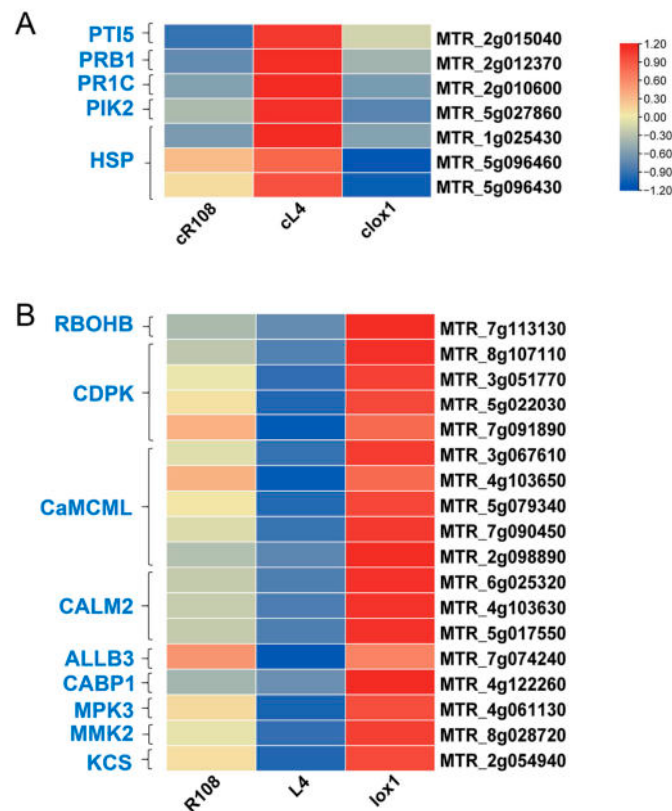 A
PTI5 MTR_2g015040
PRB1 MTR_2g012370
PR1C MTR_2g010600
PIK2 MTR_5g027860
MTR_1g025430
HSP MTR_5g096460
MTR_5g096430
cR108 cL4 clox1
1.20
0.90
0.60
0.30
0.00
-0.30
-0.60
-0.90
-1.20
B
RBOHB MTR_7g113130
MTR_8g107110
MTR_3g051770
CDPK MTR_5g022030
MTR_7g091890
MTR_3g067610
MTR_4g103650
CaMCML MTR_5g079340
MTR_7g090450
MTR_2g098890
MTR_6g025320
CALM2 MTR_4g103630
MTR_5g017550
ALLB3 MTR_7g074240
CABP1 MTR_4g122260
MPK3 MTR_4g061130
MMK2 MTR_8g028720
KCS MTR_2g054940
R108 L4 lox1